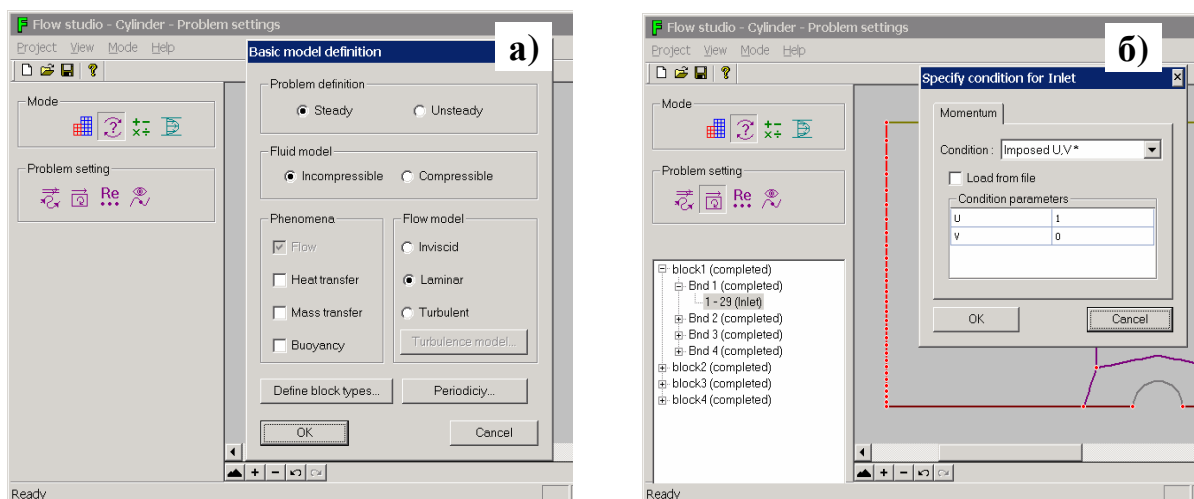 Flow studio - Cylinder - Problem settings
Project View Mode Help
Mode
Problem setting
Re
Basic model definition
а)
Problem definition
Steady Unsteady
Fluid model
Incompressible Compressible
Phenomena
Flow
Heat transfer
Mass transfer
Buoyancy
Flow model
Inviscid
Laminar
Turbulent
Turbulence model...
Define block types... Periodiciy...
OK Cancel
Ready
Flow studio - Cylinder - Problem settings
Project View Mode Help
б)
Mode
Problem setting
Re
block1 (completed)
Bnd 1 (completed)
1 - 29 (Inlet)
Bnd 2 (completed)
Bnd 3 (completed)
Bnd 4 (completed)
block2 (completed)
block3 (completed)
block4 (completed)
Specify condition for Inlet
Momentum
Condition : Imposed U,V*
Load from file
Condition parameters
U 1
V 0
OK Cancel
Ready